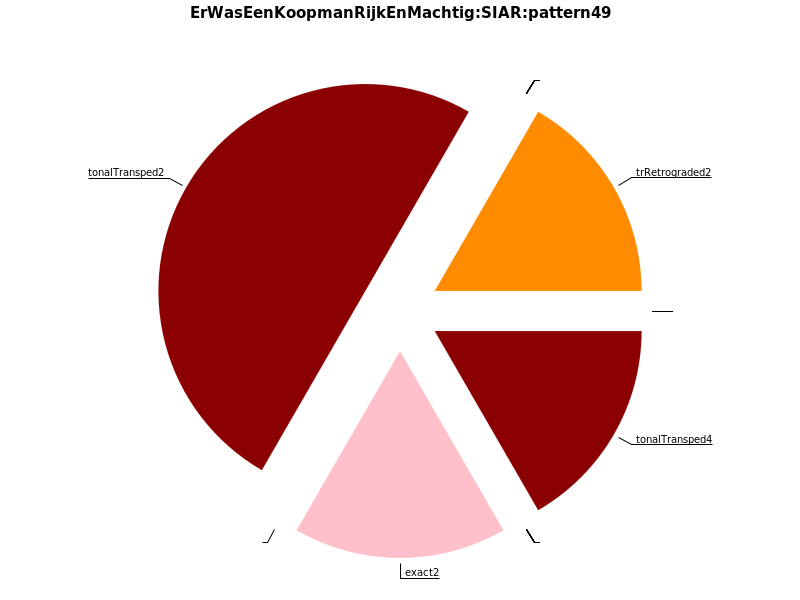 ErWasEenKoopmanRijkEnMachtig:SIAR:pattern49
tonalTransped2
trRetrograded2
tonalTransped4
exact2